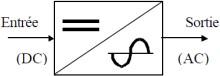 Entrée
Sortie
(DC)
(AC)